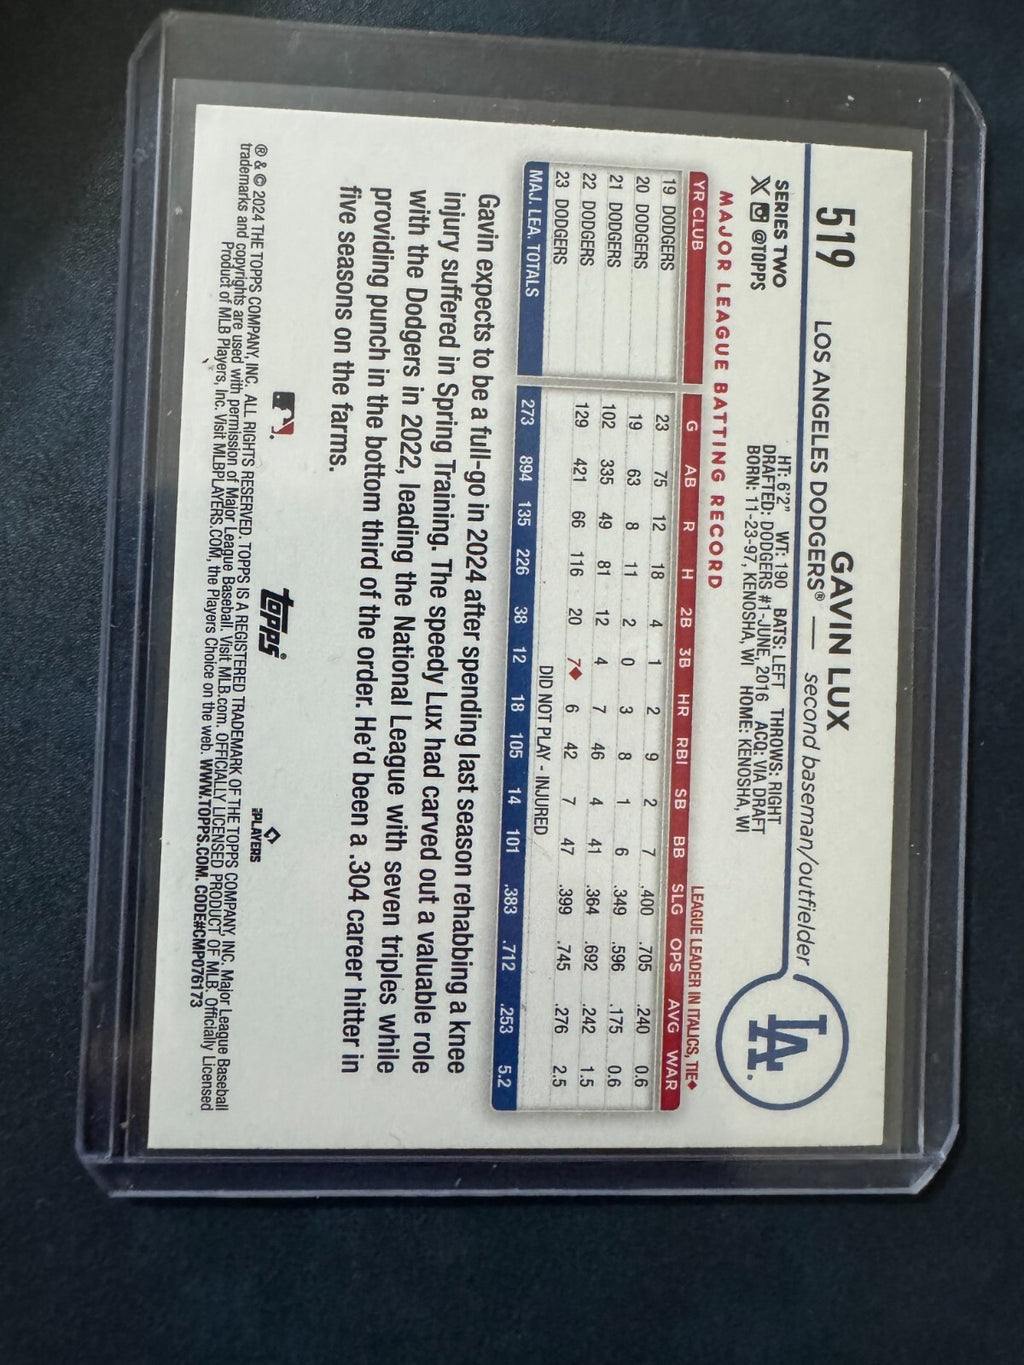 519
GAVIN LUX
LOS ANGELES DODGERS® — second baseman/outfielder
LA
SERIES TWO
X @TOPPS
HT: 6'2" WT: 190 BATS: LEFT THROWS: RIGHT
DRAFTED: DODGERS #1-JUNE, 2016 ACQ: VIA DRAFT
BORN: 11-23-97, KENOSHA, WI HOME: KENOSHA, WI
MAJOR LEAGUE BATTING RECORD LEAGUE LEADER IN ITALICS, TIE♦
YR CLUB G AB R H 2B 3B HR RBI SB BB SLG OPS AVG WAR
19 DODGERS 23 75 12 18 4 1 2 9 2 7 .400 .705 .240 0.6
20 DODGERS 19 63 8 11 2 0 3 8 1 6 .349 .596 .175 0.6
21 DODGERS 102 335 49 81 12 4 7 46 4 41 .364 .692 .242 1.5
22 DODGERS 129 421 66 116 20 7♦ 6 42 7 47 .399 .745 .276 2.5
23 DODGERS DID NOT PLAY - INJURED
MAJ. LEA. TOTALS 273 894 135 226 38 12 18 105 14 101 .383 .712 .253 5.2
Gavin expects to be a full-go in 2024 after spending last season rehabbing a knee
injury suffered in Spring Training. The speedy Lux had carved out a valuable role
with the Dodgers in 2022, leading the National League with seven triples while
providing punch in the bottom third of the order. He'd been a .304 career hitter in
five seasons on the farms.
topps®
PLAYERS
® & © 2024 THE TOPPS COMPANY, INC. ALL RIGHTS RESERVED. TOPPS IS A REGISTERED TRADEMARK OF THE TOPPS COMPANY, INC. Major League Baseball
trademarks and copyrights are used with permission of Major League Baseball. Visit MLB.com. OFFICIALLY LICENSED PRODUCT OF MLB. Officially Licensed
Product of MLB Players, Inc. Visit MLBPLAYERS.COM, the Players Choice on the web. WWW.TOPPS.COM. CODE#CMP076173